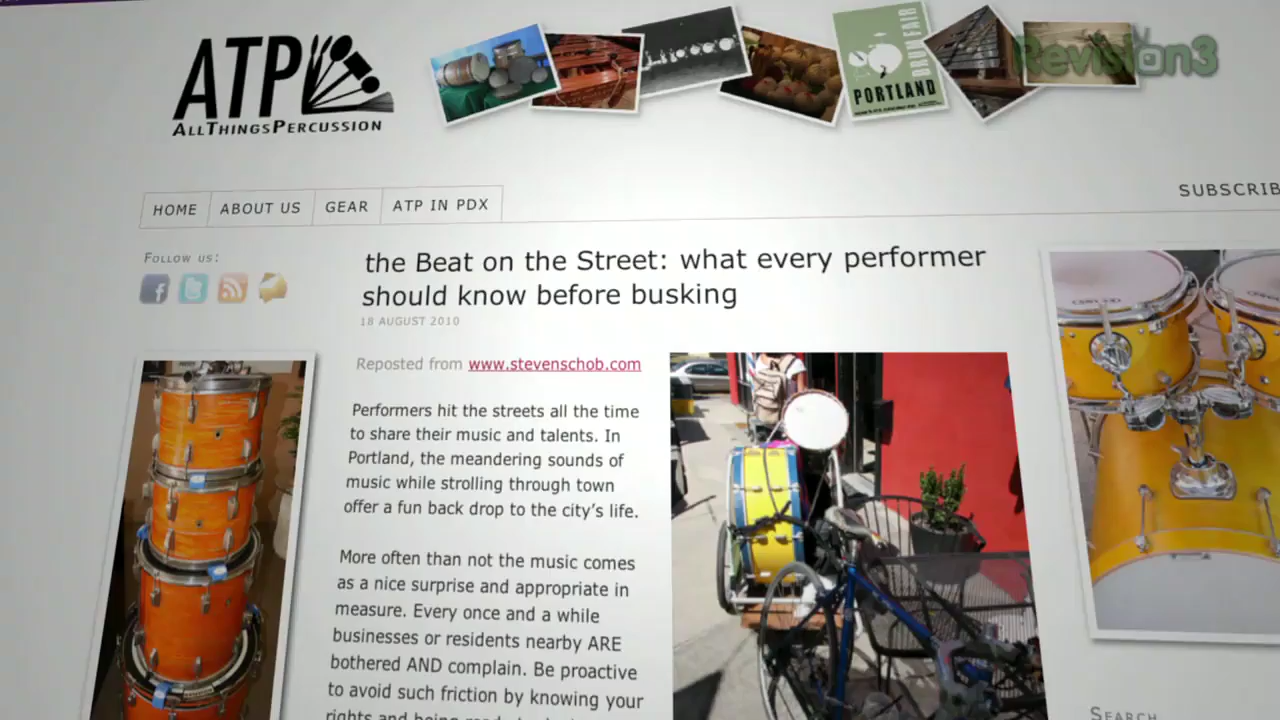 ATP
ALLTHINGSPERCUSSION
DRUM FAIR
PORTLAND
Revision3
HOME
ABOUT US
GEAR
ATP IN PDX
SUBSCRIB
FOLLOW US:
the Beat on the Street: what every performer
should know before busking
18 AUGUST 2010
Reposted from www.stevenschob.com
Performers hit the streets all the time
to share their music and talents. In
Portland, the meandering sounds of
music while strolling through town
offer a fun back drop to the city’s life.
More often than not the music comes
as a nice surprise and appropriate in
measure. Every once and a while
businesses or residents nearby ARE
bothered AND complain. Be proactive
to avoid such friction by knowing your
rights and being
SEARCH